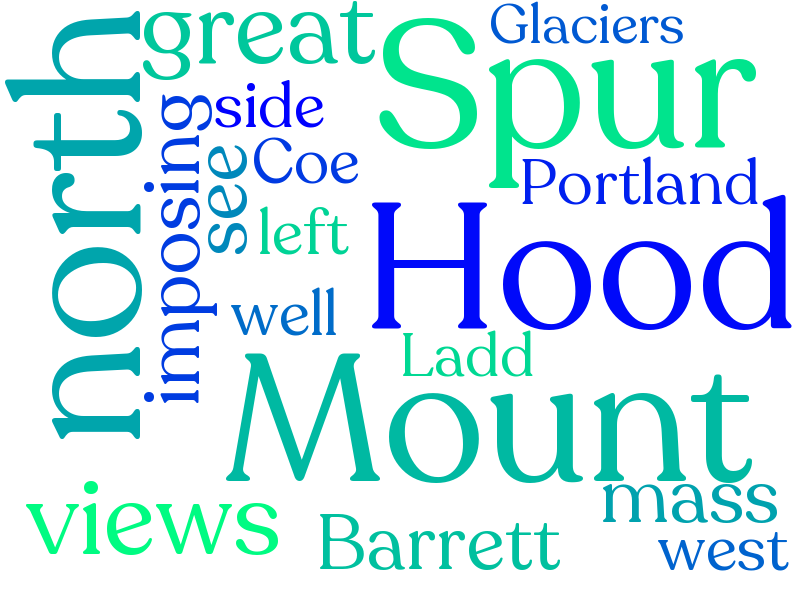 great
Glaciers
Spur
north
side
imposing
see
Coe
Portland
left
Hood
well
Ladd
Mount
views
mass
Barrett
west